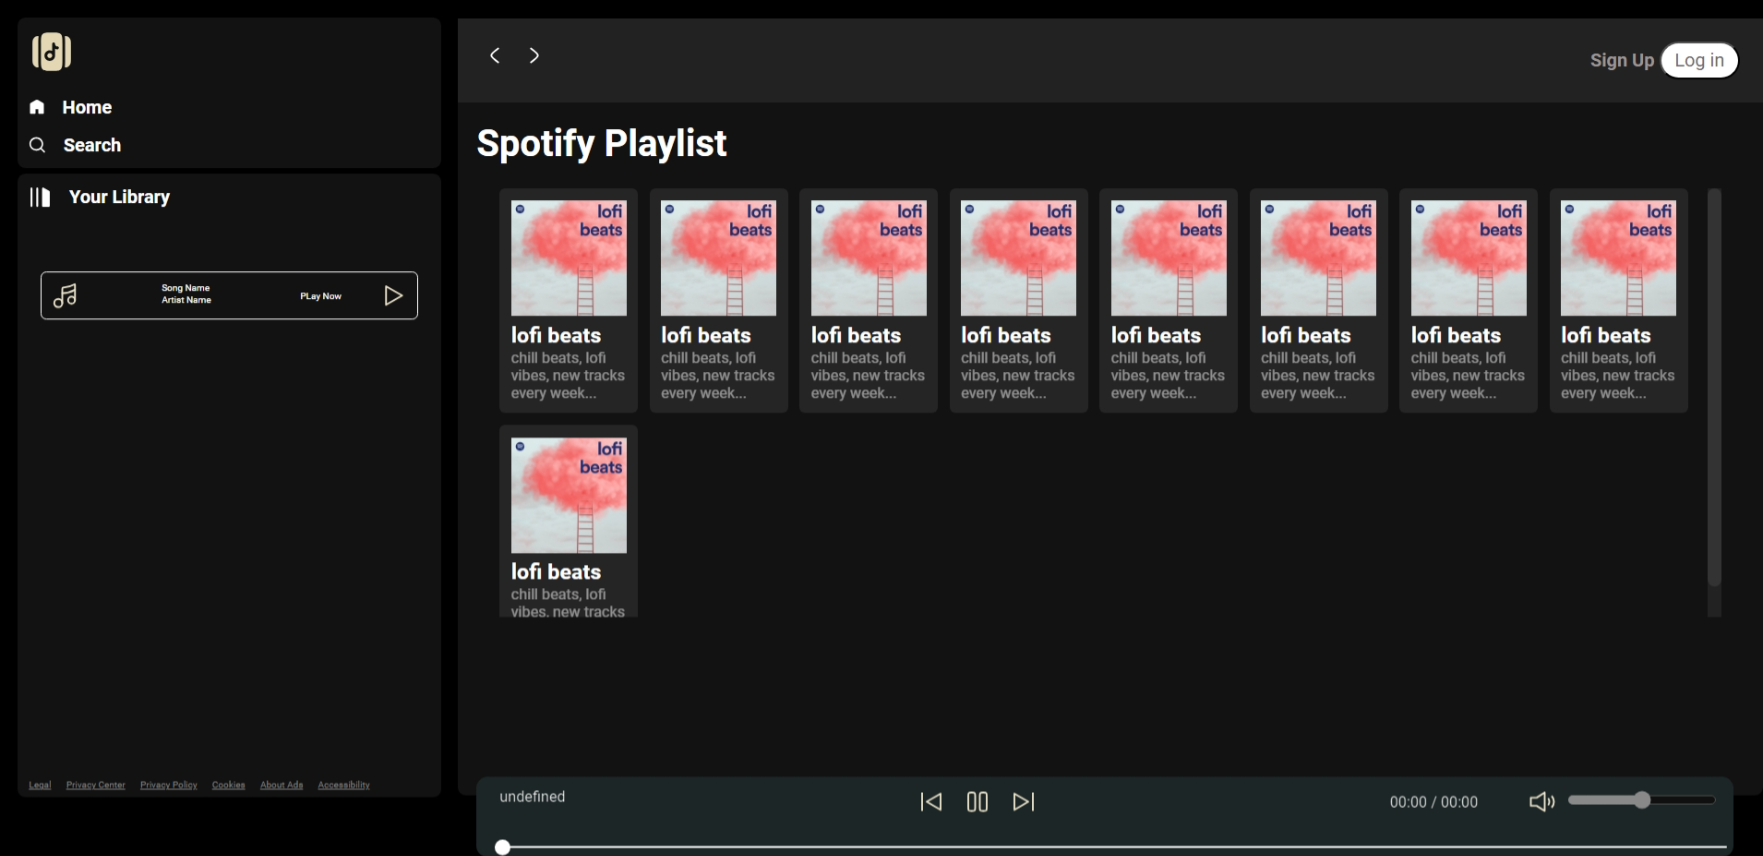 Home
Search
Your Library
Song Name
Artist Name
PLay Now
Legal Privacy Center Privacy Policy Cookies About Ads Accessibility
Sign Up Log in
Spotify Playlist
lofi
beats
lofi beats
chill beats, lofi
vibes, new tracks
every week...
lofi
beats
lofi beats
chill beats, lofi
vibes, new tracks
every week...
lofi
beats
lofi beats
chill beats, lofi
vibes, new tracks
every week...
lofi
beats
lofi beats
chill beats, lofi
vibes, new tracks
every week...
lofi
beats
lofi beats
chill beats, lofi
vibes, new tracks
every week...
lofi
beats
lofi beats
chill beats, lofi
vibes, new tracks
every week...
lofi
beats
lofi beats
chill beats, lofi
vibes, new tracks
every week...
lofi
beats
lofi beats
chill beats, lofi
vibes, new tracks
every week...
lofi
beats
lofi beats
chill beats, lofi
vibes, new tracks
undefined
00:00 / 00:00